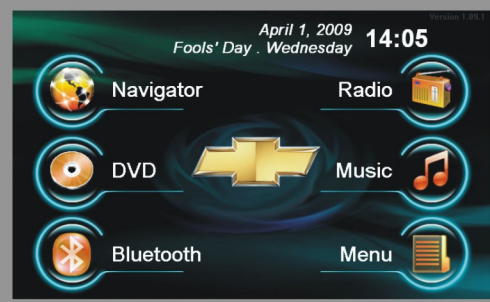 Version 1.09.1
April 1, 2009
Fools' Day . Wednesday
14:05
Navigator
Radio
DVD
Music
Bluetooth
Menu